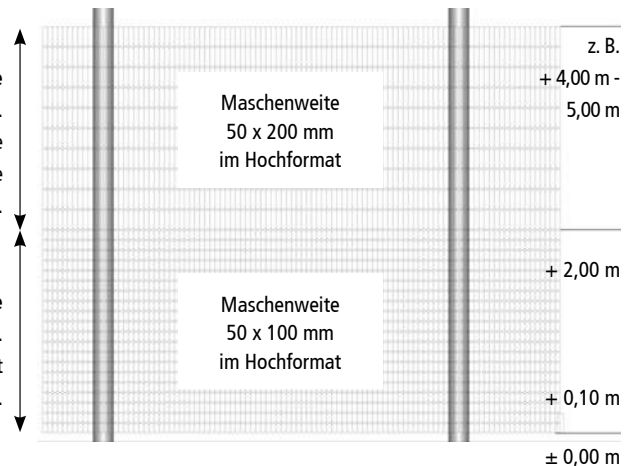 z. B.
+ 4,00 m -
5,00 m
Maschenweite
50 x 200 mm
im Hochformat
+ 2,00 m
Maschenweite
50 x 100 mm
im Hochformat
+ 0,10 m
± 0,00 m